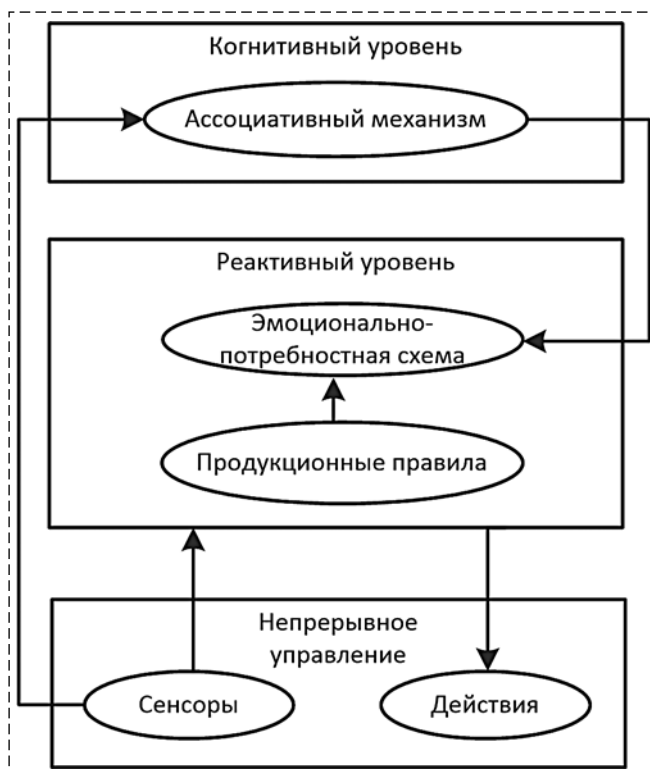 Когнитивный уровень
Ассоциативный механизм
Реактивный уровень
Эмоционально-
потребностная схема
Продукционные правила
Непрерывное
управление
Сенсоры
Действия